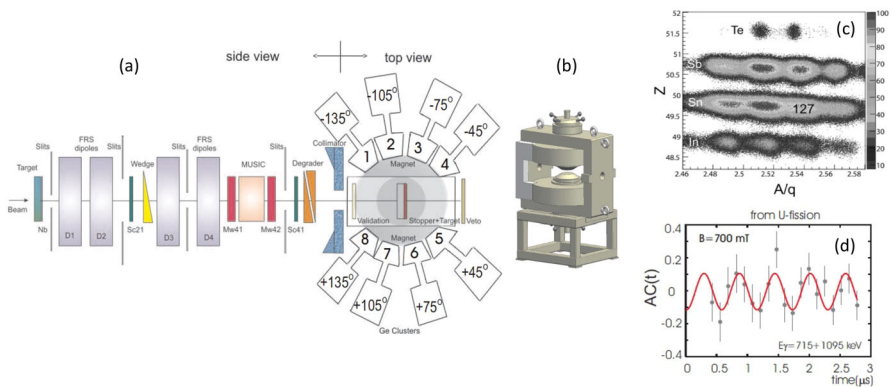 (a)
side view
top view
(b)
-135°
-105°
-75°
-45°
Collimator
1
2
3
4
Magnet
Target
Slits
FRS
dipoles
Slits
Wedge
FRS
dipoles
Slits
MUSIC
Slits
Degrader
Beam
Nb
D1
D2
Sc21
D3
D4
Mw41
Mw42
Sc41
Validation
Stopper+Target
Veto
Magnet
8
7
6
5
+135°
+105°
+75°
+45°
Ge Clusters
(c)
Z
52
51.5
51
50.5
50
49.5
49
48.5
Te
Sb
Sn
In
127
2.46
2.48
2.5
2.52
2.54
2.56
2.58
A/q
100
90
80
70
60
50
40
30
20
10
from U-fission
B=700 mT
(d)
AC(t)
0.4
0.2
0
-0.2
-0.4
Eγ=715+1095 keV
0
0.5
1
1.5
2
2.5
3
time(μs)